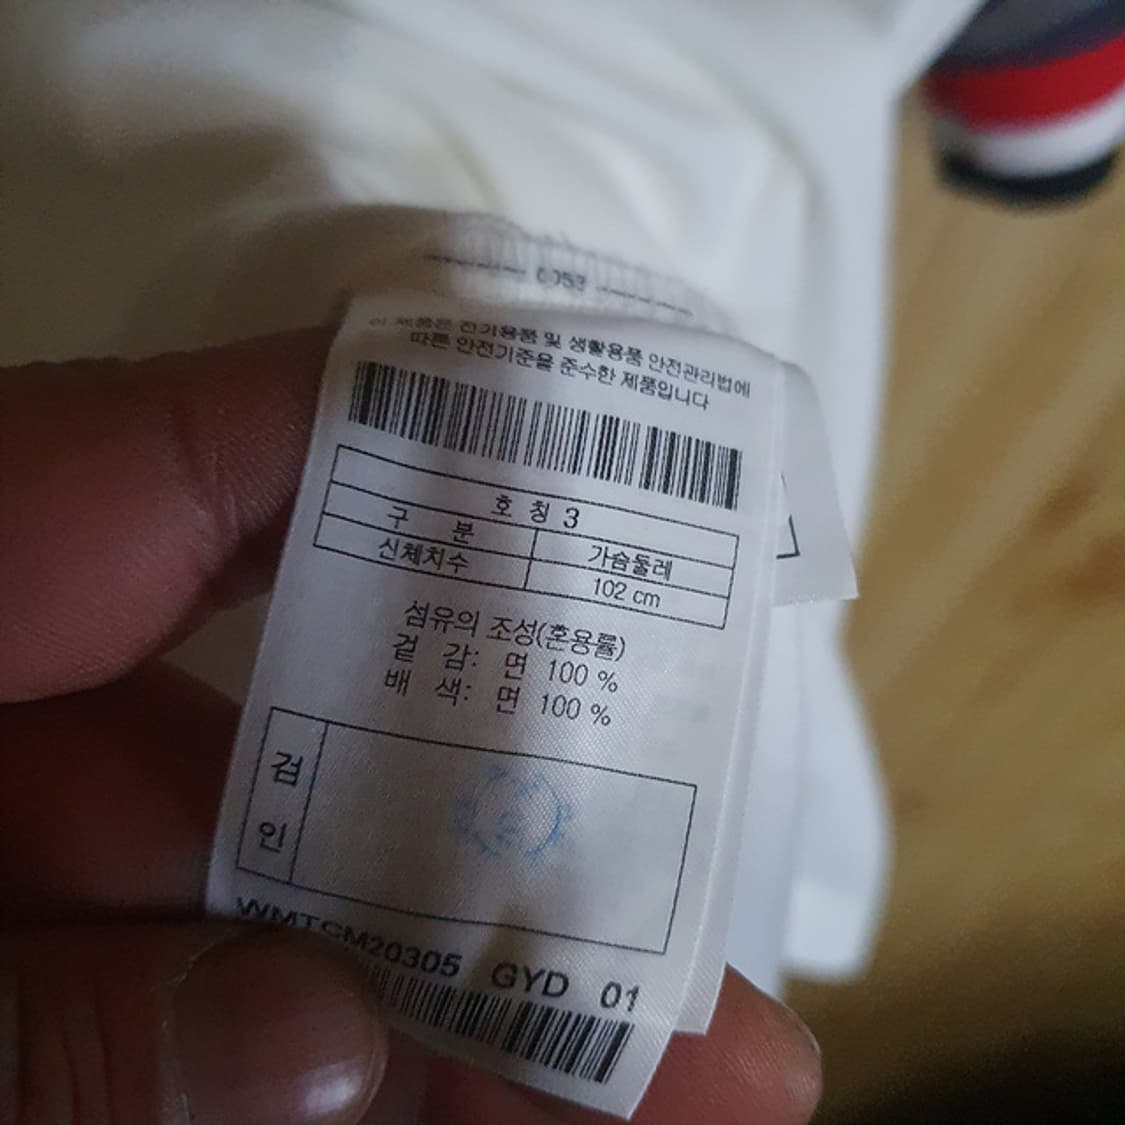 이 제품은 전기용품 및 생활용품 안전관리법에
따른 안전기준을 준수한 제품입니다
호 칭 3
구 분 가슴둘레
신체치수 102 cm
섬유의 조성(혼용률)
겉 감: 면 100 %
배 색: 면 100 %
검
인
WMTCM20305 GYD 01